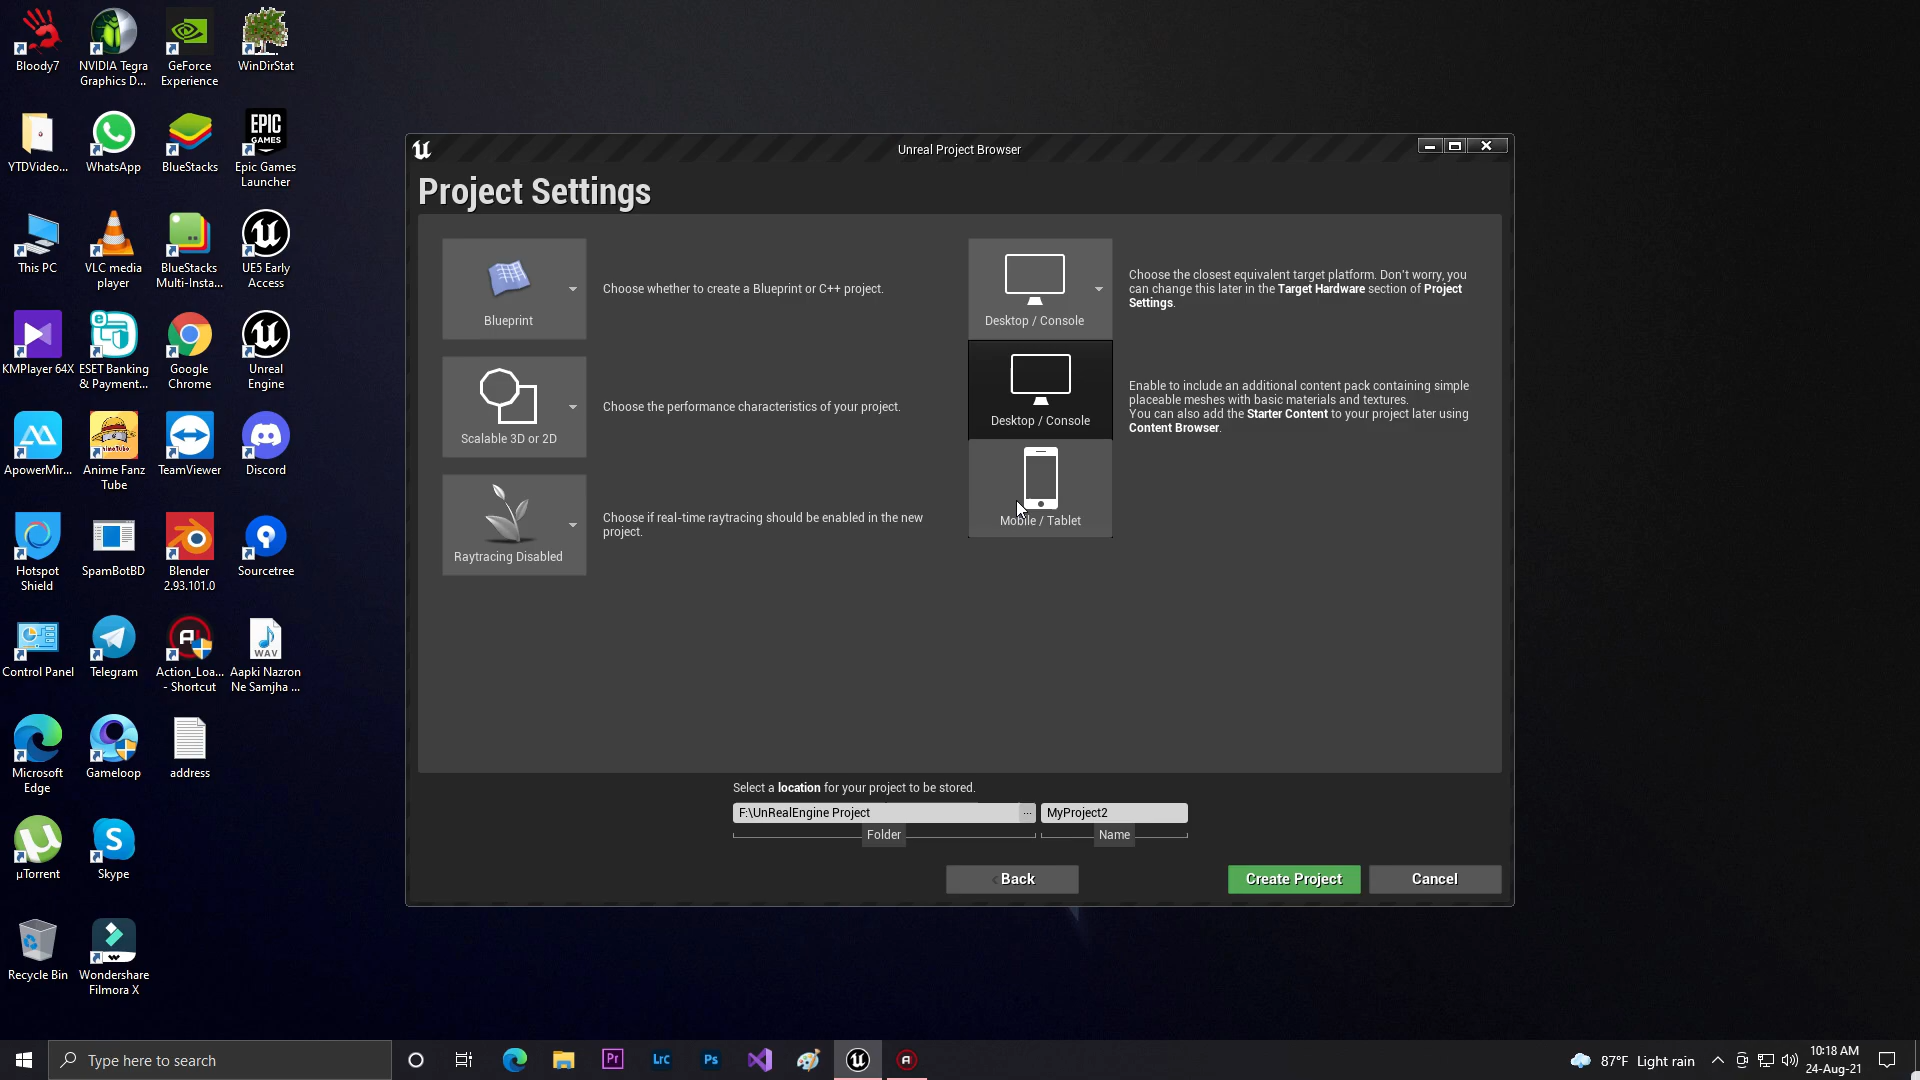 Bloody7
NVIDIA Tegra
Graphics D...
GeForce
Experience
WinDirStat
YTDVideo...
WhatsApp
BlueStacks
EPIC
GAMES
Epic Games
Launcher
This PC
VLC media
player
BlueStacks
Multi-Insta...
UE5 Early
Access
KMPlayer 64X
ESET Banking
& Payment...
Google
Chrome
Unreal
Engine
ApowerMir...
Anime Fanz
Tube
TeamViewer
Discord
Hotspot
Shield
SpamBotBD
Blender
2.93.101.0
Sourcetree
Control Panel
Telegram
Action_Loa...
- Shortcut
WAV
Aapki Nazron
Ne Samjha ...
Microsoft
Edge
Gameloop
address
µTorrent
Skype
Recycle Bin
Wondershare
Filmora X
Unreal Project Browser
Project Settings
Blueprint
Choose whether to create a Blueprint or C++ project.
Desktop / Console
Choose the closest equivalent target platform. Don't worry, you
can change this later in the Target Hardware section of Project
Settings.
Scalable 3D or 2D
Choose the performance characteristics of your project.
Desktop / Console
Enable to include an additional content pack containing simple
placeable meshes with basic materials and textures.
You can also add the Starter Content to your project later using
Content Browser.
Mobile / Tablet
Raytracing Disabled
Choose if real-time raytracing should be enabled in the new
project.
Select a location for your project to be stored.
F:\UnRealEngine Project
...
MyProject2
Folder
Name
Back
Create Project
Cancel
Type here to search
Pr
Lrc
Ps
87°F Light rain
10:18 AM
24-Aug-21